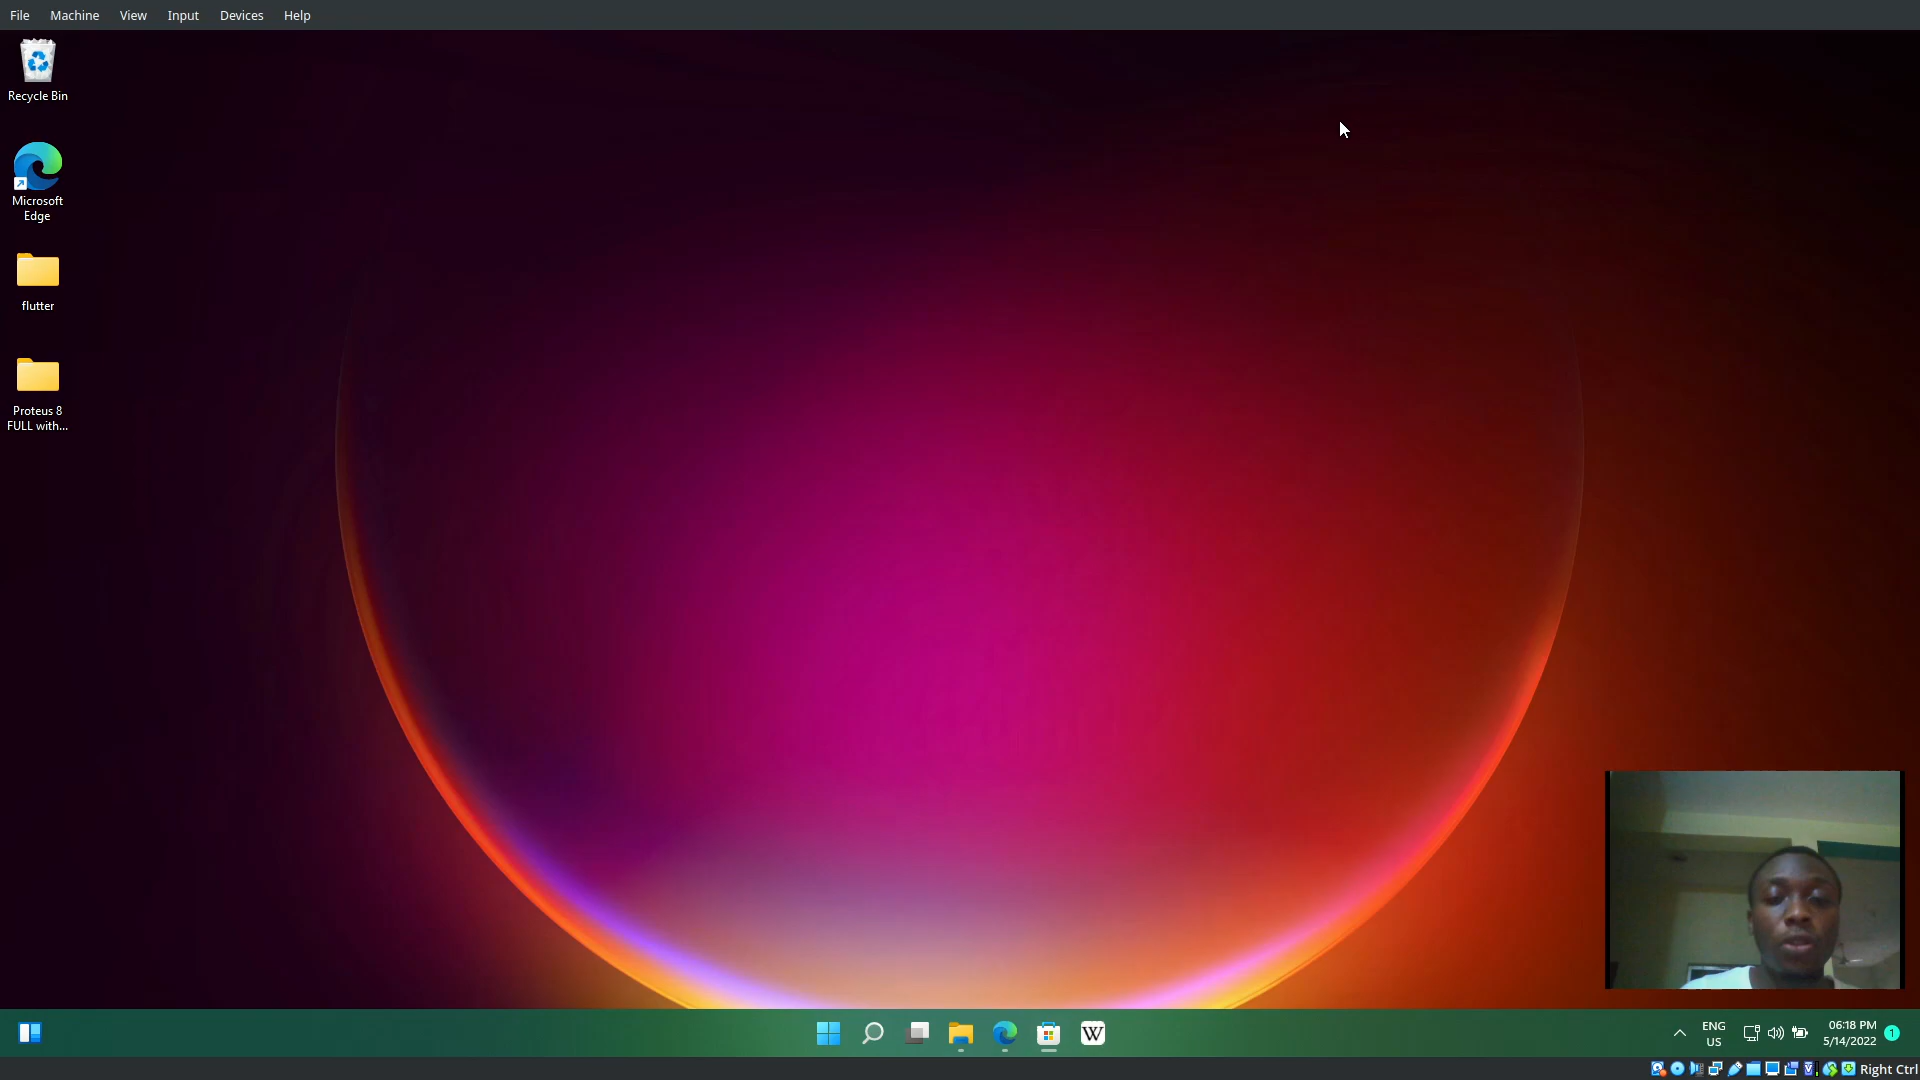 File Machine View Input Devices Help
Recycle Bin
Microsoft
Edge
flutter
Proteus 8
FULL with...
W
ENG
US
06:18 PM
5/14/2022
1
Right Ctrl